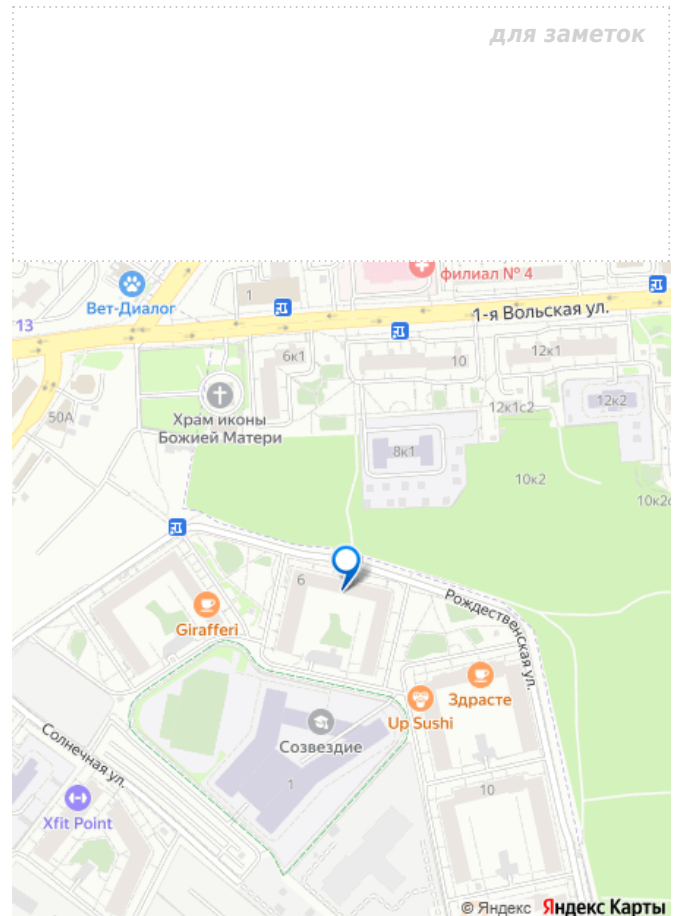 для заметок
филиал № 4
Вет-Диалог
1
13
1-я Вольская ул.
6к1
10
12к1
50А
Храм иконы
Божией Матери
12к1с2
12к2
8к1
10к2
10к2
6
Рождественская ул.
Girafferi
Здрасте
Up Sushi
Солнечная ул.
Созвездие
1
10
Xfit Point
© Яндекс Яндекс Карты